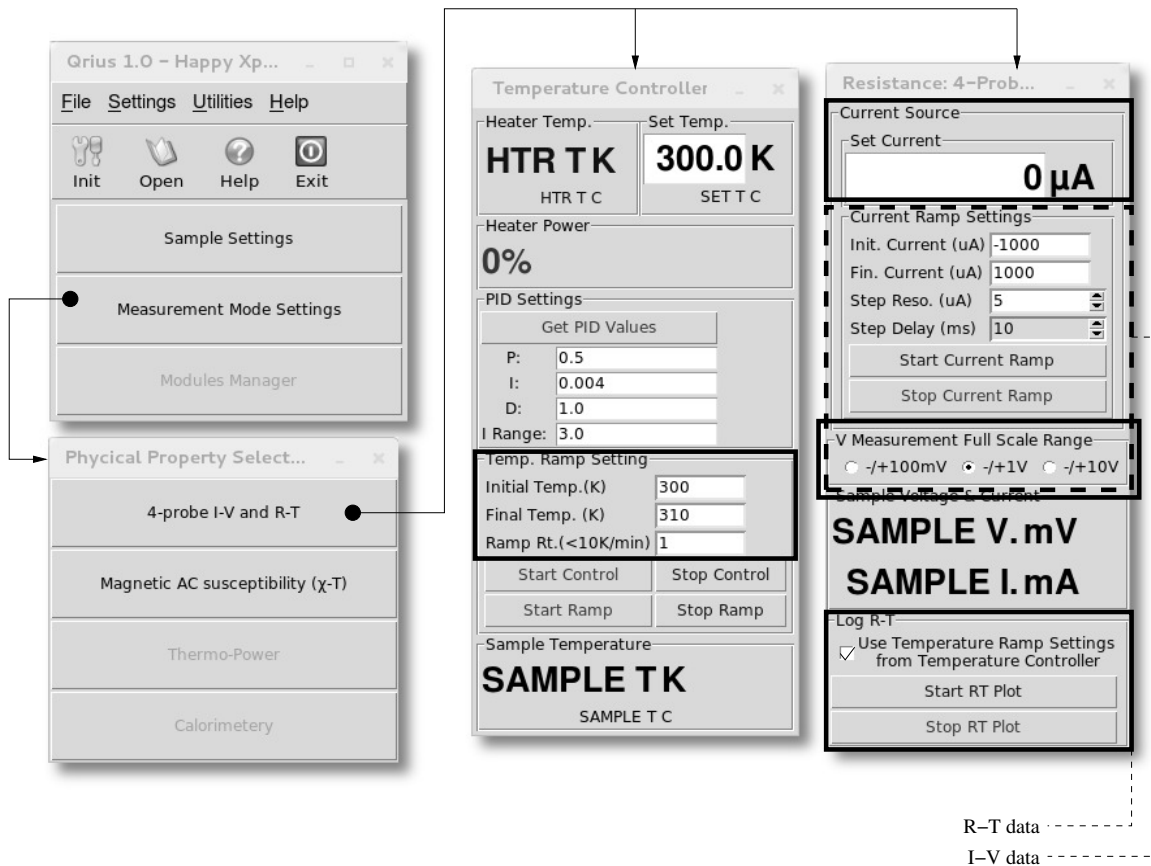 Qrius 1.0 – Happy Xp...
File Settings Utilities Help
Init Open Help Exit
Sample Settings
Measurement Mode Settings
Modules Manager
Phycical Property Select...
4-probe I-V and R-T
Magnetic AC susceptibility (χ-T)
Thermo-Power
Calorimetery
Temperature Controller
Heater Temp.
HTR T K
HTR T C
Set Temp.
300.0 K
SET T C
Heater Power
0%
PID Settings
Get PID Values
P: 0.5
I: 0.004
D: 1.0
I Range: 3.0
Temp. Ramp Setting
Initial Temp.(K) 300
Final Temp. (K) 310
Ramp Rt.(<10K/min) 1
Start Control Stop Control
Start Ramp Stop Ramp
Sample Temperature
SAMPLE T K
SAMPLE T C
Resistance: 4–Prob...
Current Source
Set Current
0 µA
Current Ramp Settings
Init. Current (uA) -1000
Fin. Current (uA) 1000
Step Reso. (uA) 5
Step Delay (ms) 10
Start Current Ramp
Stop Current Ramp
V Measurement Full Scale Range
-/+100mV -/+1V -/+10V
Sample Voltage & Current
SAMPLE V. mV
SAMPLE I. mA
Log R-T
Use Temperature Ramp Settings
from Temperature Controller
Start RT Plot
Stop RT Plot
R–T data
I–V data